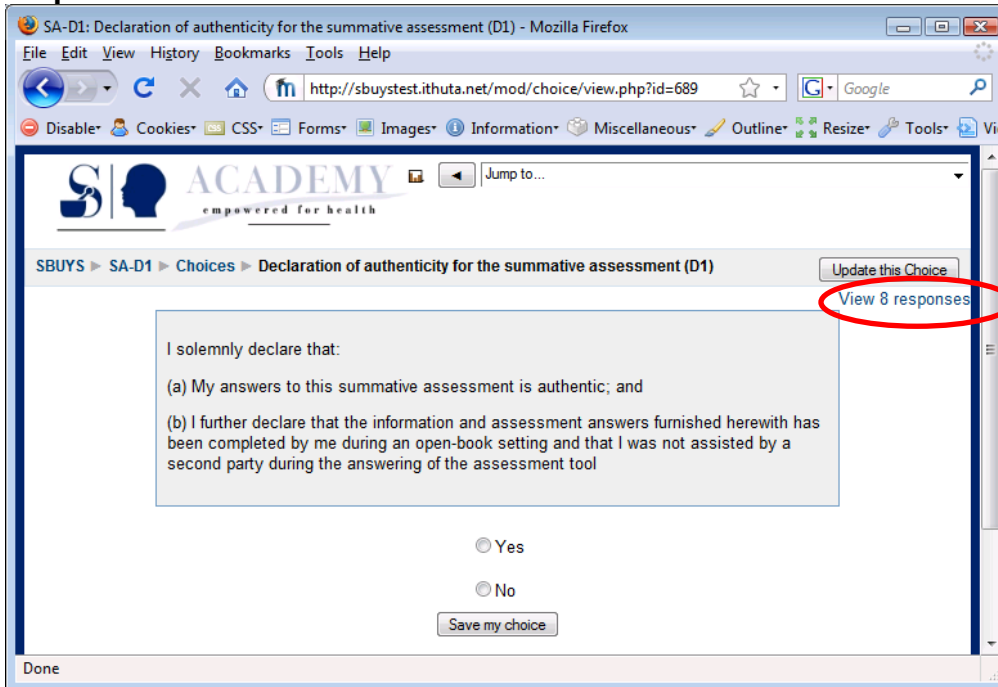 SA-D1: Declaration of authenticity for the summative assessment (D1) - Mozilla Firefox
File Edit View History Bookmarks Tools Help
http://sbuystest.ithuta.net/mod/choice/view.php?id=689 G Google
Disable Cookies CSS Forms Images Information Miscellaneous Outline Resize Tools Vi
SB ACADEMY Jump to...
empowered for health
SBUYS ► SA-D1 ► Choices ► Declaration of authenticity for the summative assessment (D1) Update this Choice
View 8 responses
I solemnly declare that:
(a) My answers to this summative assessment is authentic; and
(b) I further declare that the information and assessment answers furnished herewith has
been completed by me during an open-book setting and that I was not assisted by a
second party during the answering of the assessment tool
Yes
No
Save my choice
Done